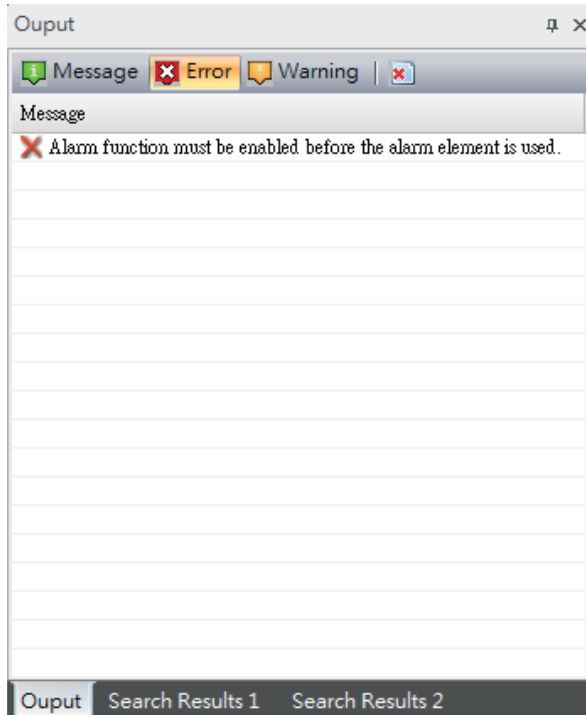 Ouput
Message Error Warning
Message
Alarm function must be enabled before the alarm element is used.
Ouput Search Results 1 Search Results 2